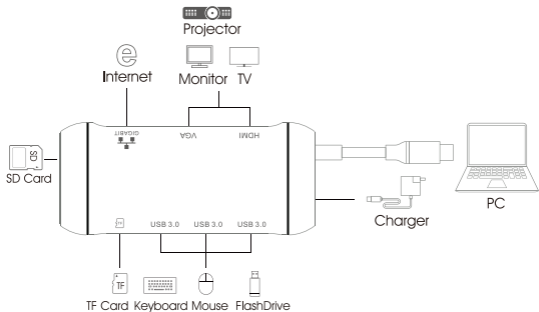 Projector
Internet
Monitor TV
GIGABIT
VGA
HDMI
SD
SD Card
PC
Charger
TF
USB 3.0 USB 3.0 USB 3.0
TF
TF Card Keyboard Mouse FlashDrive